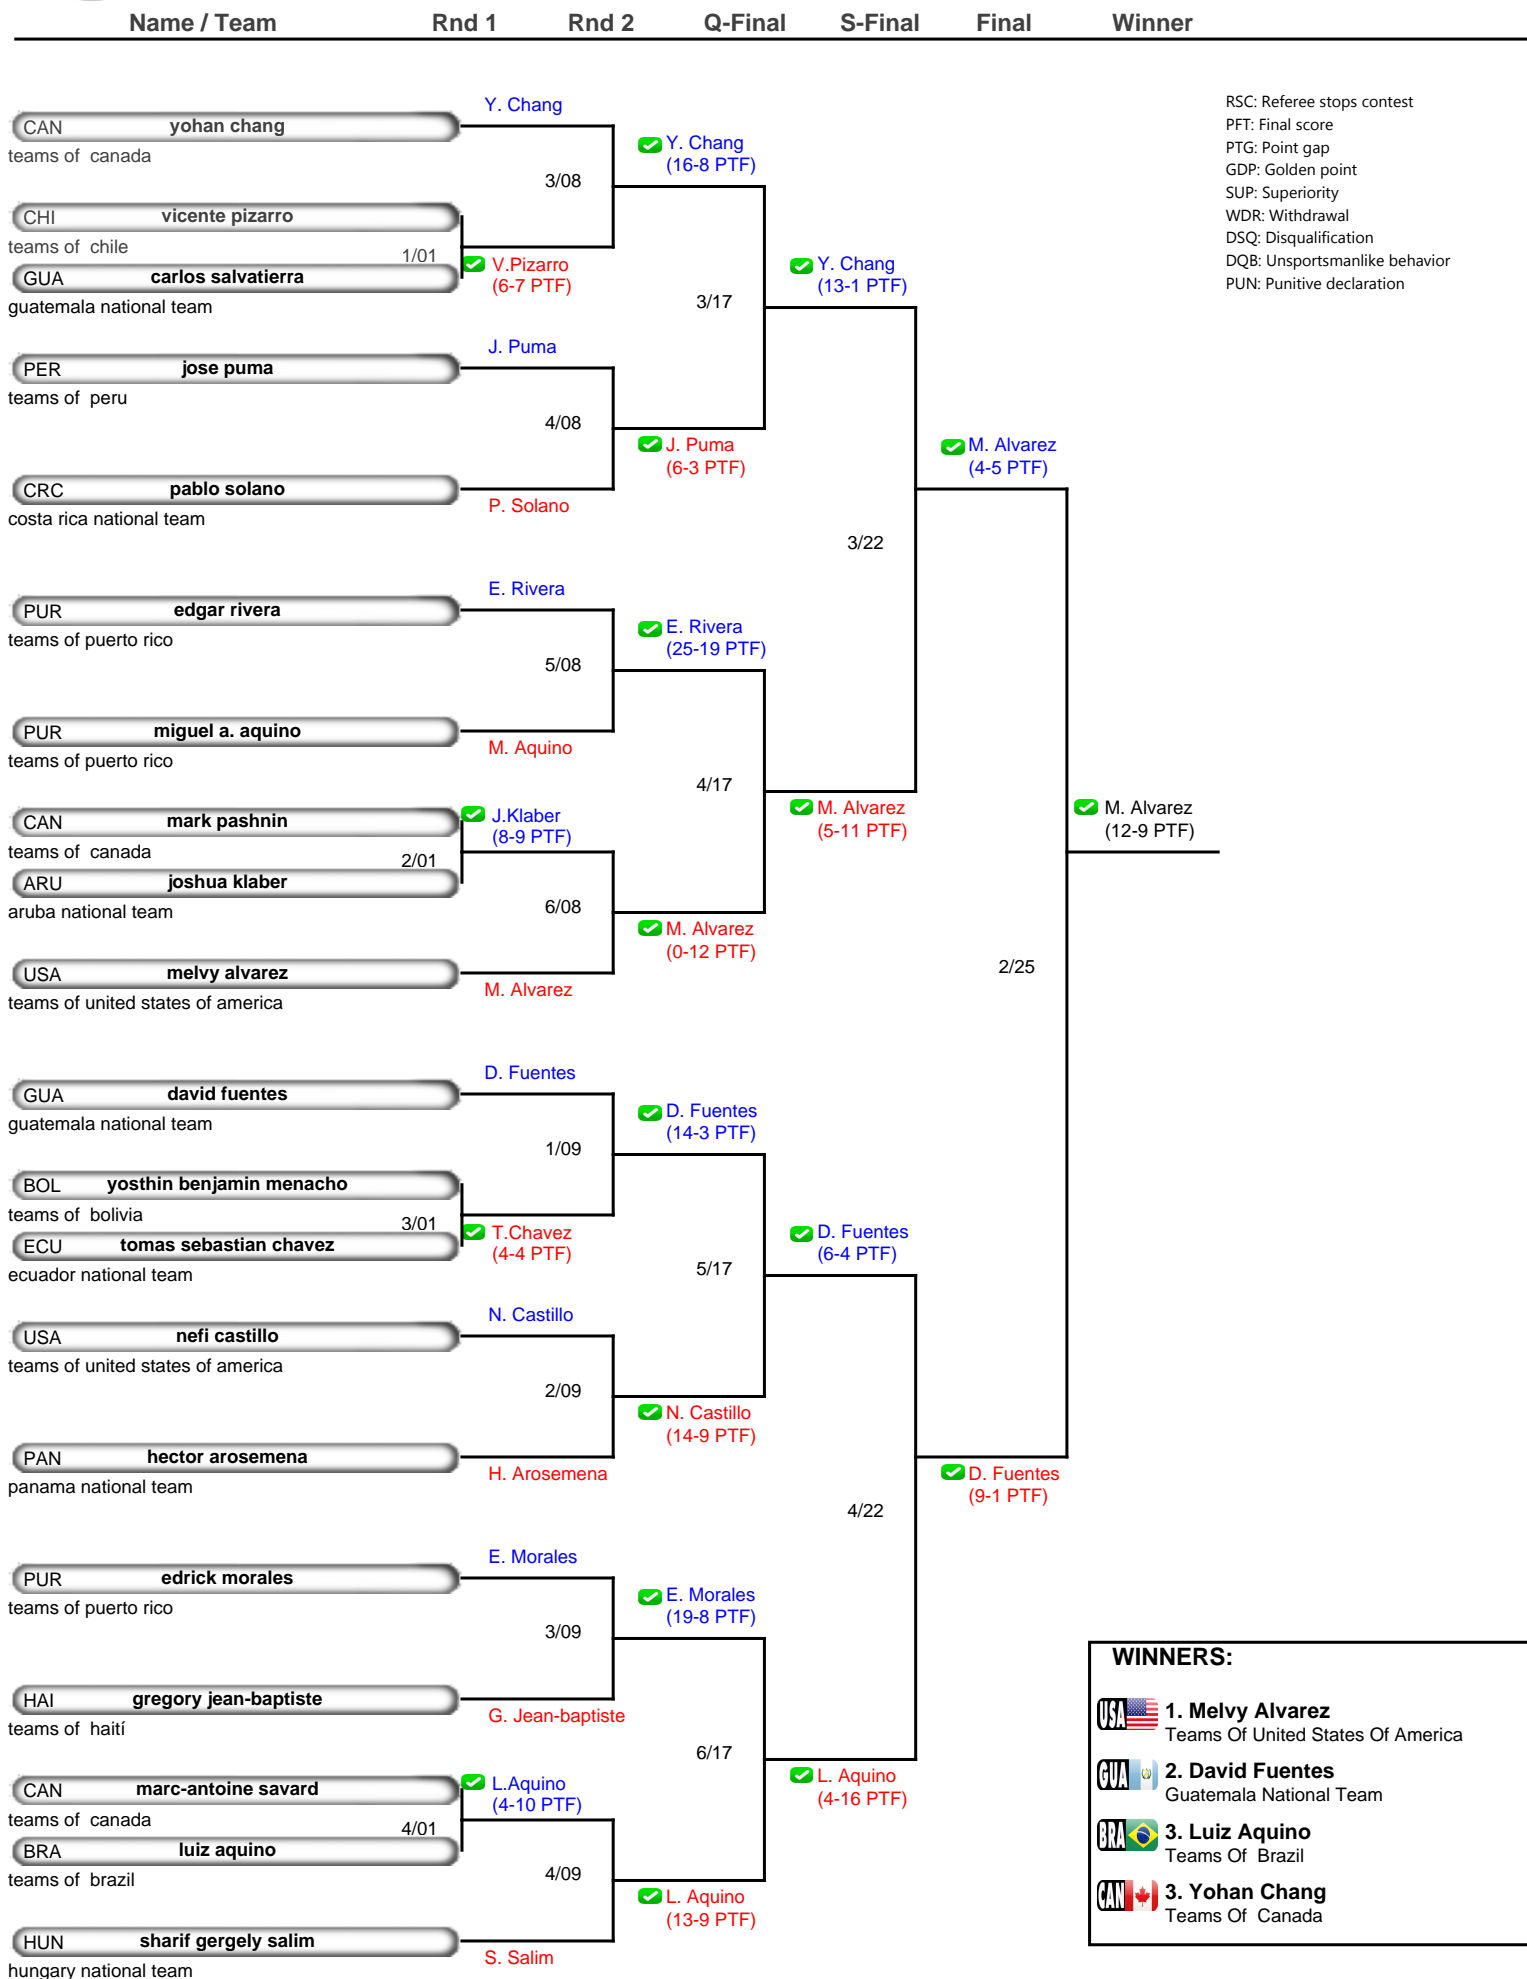 Name / Team Rnd 1 Rnd 2 Q-Final S-Final Final Winner
RSC: Referee stops contest
PFT: Final score
PTG: Point gap
GDP: Golden point
SUP: Superiority
WDR: Withdrawal
DSQ: Disqualification
DQB: Unsportsmanlike behavior
PUN: Punitive declaration
Y. Chang
CAN yohan chang
teams of  canada
Y. Chang
(16-8 PTF)
3/08
CHI vicente pizarro
teams of  chile
1/01
GUA carlos salvatierra
guatemala national team
V.Pizarro
(6-7 PTF)
Y. Chang
(13-1 PTF)
3/17
J. Puma
PER jose puma
teams of  peru
4/08
J. Puma
(6-3 PTF)
M. Alvarez
(4-5 PTF)
CRC pablo solano
costa rica national team
P. Solano
3/22
E. Rivera
PUR edgar rivera
teams of puerto rico
E. Rivera
(25-19 PTF)
5/08
PUR miguel a. aquino
teams of puerto rico
M. Aquino
4/17
CAN mark pashnin
teams of  canada
J.Klaber
(8-9 PTF)
M. Alvarez
(5-11 PTF)
M. Alvarez
(12-9 PTF)
2/01
ARU joshua klaber
aruba national team
6/08
M. Alvarez
(0-12 PTF)
USA melvy alvarez
teams of united states of america
M. Alvarez
2/25
D. Fuentes
GUA david fuentes
guatemala national team
D. Fuentes
(14-3 PTF)
1/09
BOL yosthin benjamin menacho
teams of  bolivia
3/01
ECU tomas sebastian chavez
ecuador national team
T.Chavez
(4-4 PTF)
D. Fuentes
(6-4 PTF)
5/17
N. Castillo
USA nefi castillo
teams of united states of america
2/09
N. Castillo
(14-9 PTF)
PAN hector arosemena
panama national team
H. Arosemena
D. Fuentes
(9-1 PTF)
4/22
E. Morales
PUR edrick morales
teams of puerto rico
E. Morales
(19-8 PTF)
3/09
HAI gregory jean-baptiste
teams of  haití
G. Jean-baptiste
6/17
CAN marc-antoine savard
teams of  canada
L.Aquino
(4-10 PTF)
L. Aquino
(4-16 PTF)
4/01
BRA luiz aquino
teams of  brazil
4/09
L. Aquino
(13-9 PTF)
HUN sharif gergely salim
hungary national team
S. Salim
WINNERS:
USA 1. Melvy Alvarez
Teams Of United States Of America
GUA 2. David Fuentes
Guatemala National Team
BRA 3. Luiz Aquino
Teams Of  Brazil
CAN 3. Yohan Chang
Teams Of  Canada